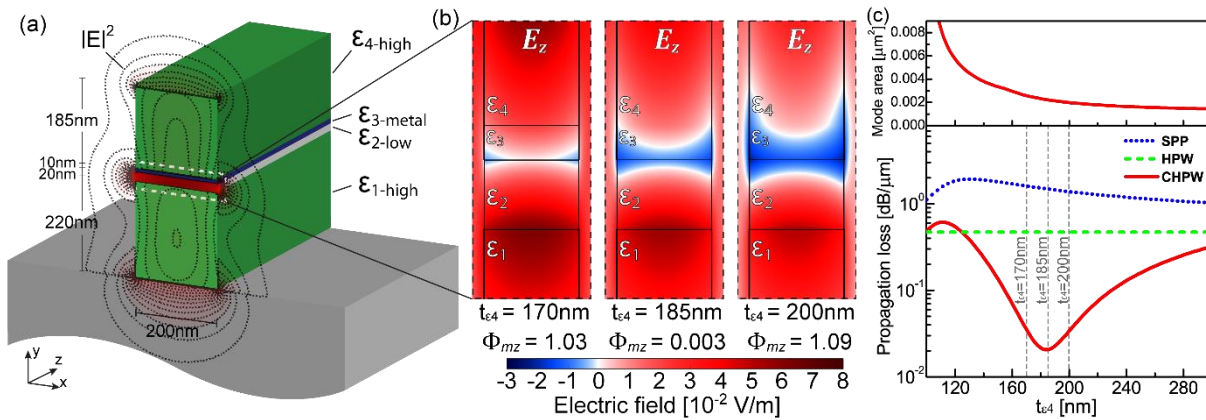 (a)
|E|²
ε4-high
ε3-metal
ε2-low
ε1-high
185nm
10nm
20nm
220nm
200nm
y
z
x
(b)
Ez Ez Ez
ε4 ε4 ε4
ε3 ε3 ε3
ε2 ε2 ε2
ε1 ε1 ε1
tε4 = 170nm tε4 = 185nm tε4 = 200nm
Φmz = 1.03 Φmz = 0.003 Φmz = 1.09
-3 -2 -1 0 1 2 3 4 5 6 7 8
Electric field [10⁻² V/m]
(c)
Mode area [μm²]
0.008
0.006
0.004
0.002
0.000
Propagation loss [dB/μm]
10⁰
10⁻¹
10⁻²
SPP
HPW
CHPW
tε4=170nm
tε4=185nm
tε4=200nm
120 160 200 240 280
tε4 [nm]